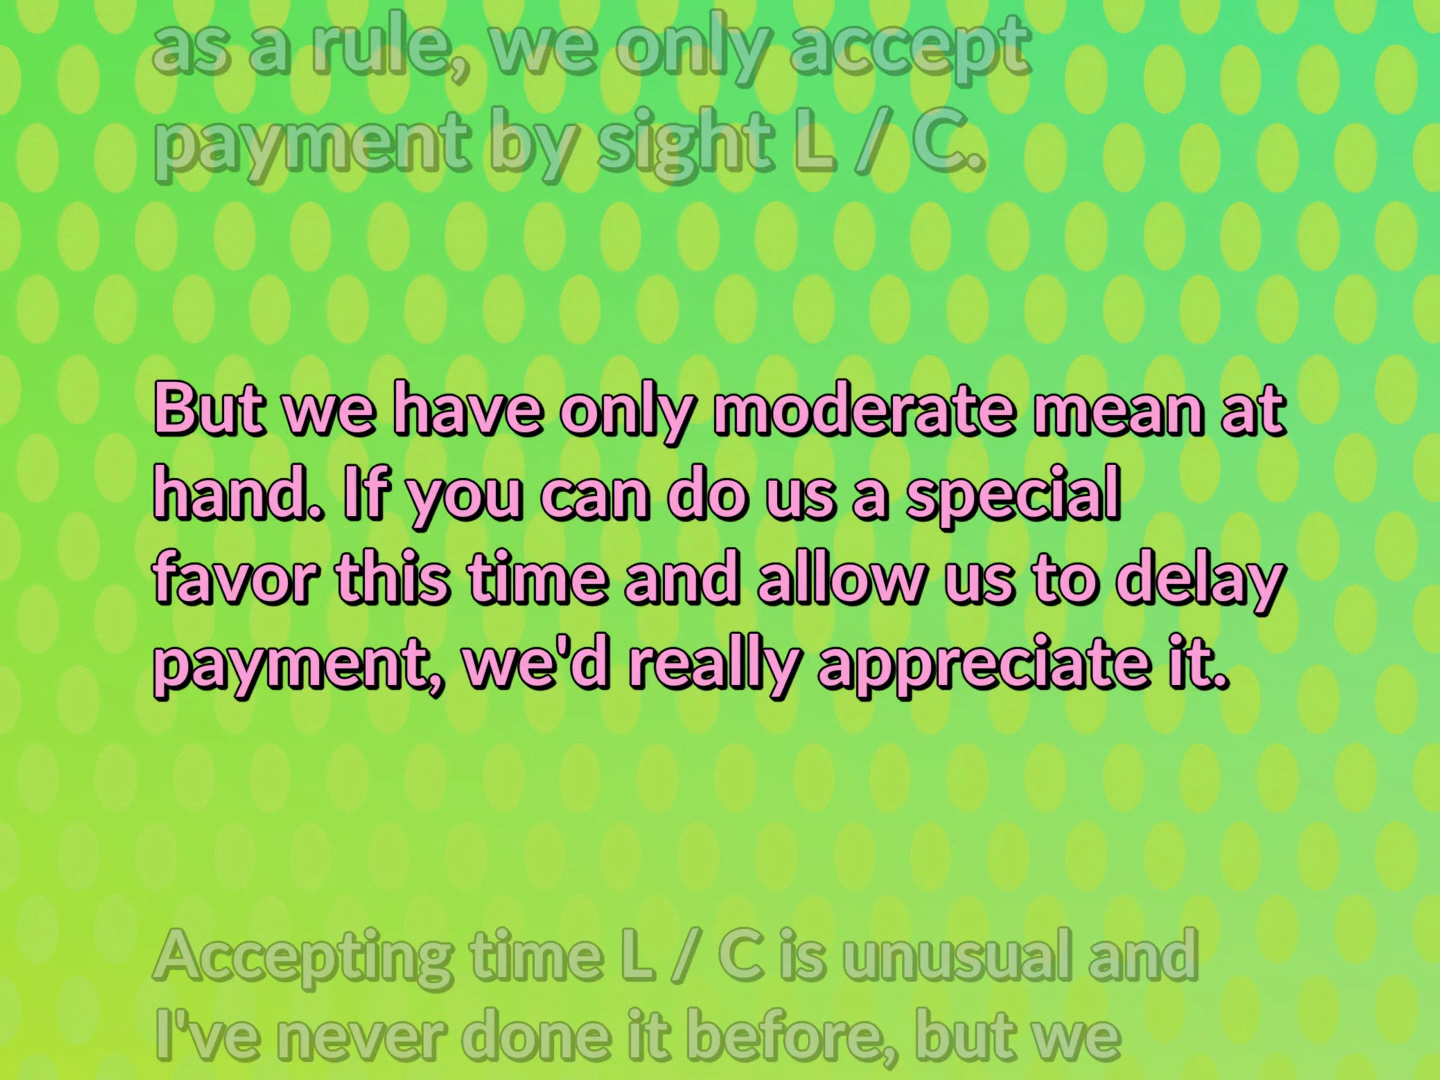 as a rule, we only accept
payment by sight L / C.
But we have only moderate mean at
hand. If you can do us a special
favor this time and allow us to delay
payment, we'd really appreciate it.
Accepting time L / C is unusual and
I've never done it before, but we